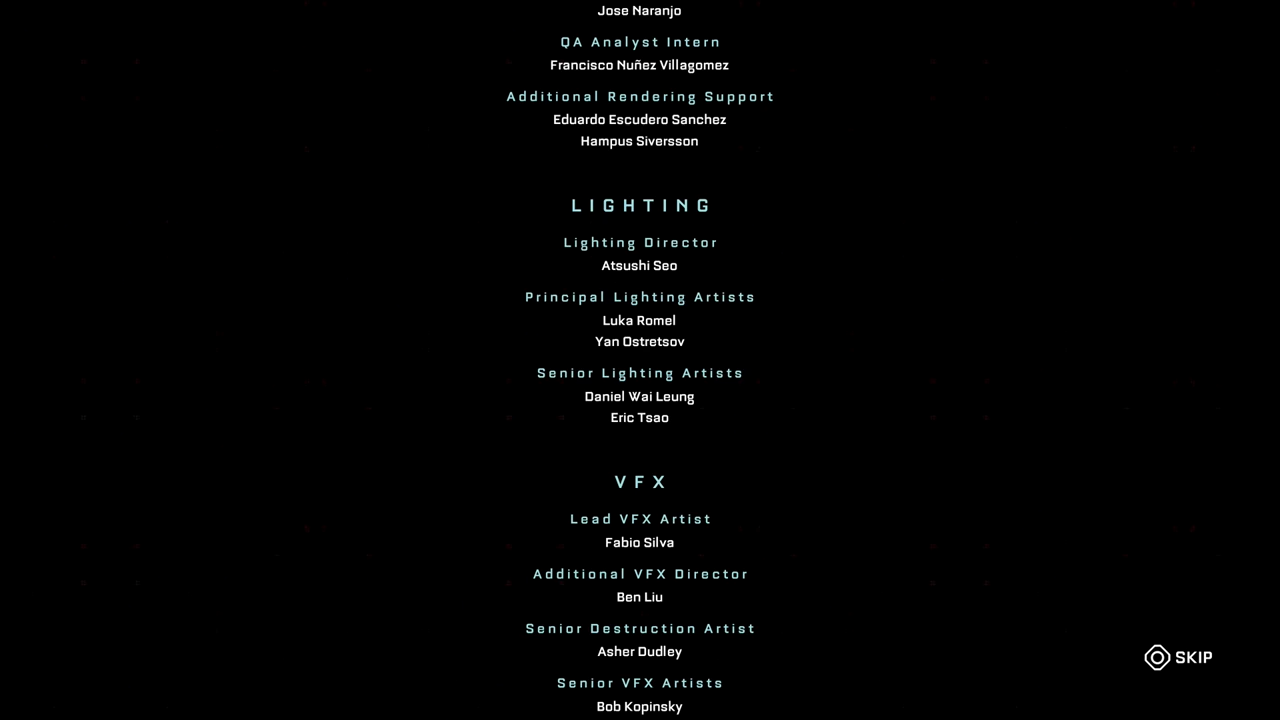 Jose Naranjo
QA Analyst Intern
Francisco Nuñez Villagomez
Additional Rendering Support
Eduardo Escudero Sanchez
Hampus Siversson
LIGHTING
Lighting Director
Atsushi Seo
Principal Lighting Artists
Luka Romel
Yan Ostretsov
Senior Lighting Artists
Daniel Wai Leung
Eric Tsao
VFX
Lead VFX Artist
Fabio Silva
Additional VFX Director
Ben Liu
Senior Destruction Artist
Asher Dudley
SKIP
Senior VFX Artists
Bob Kopinsky